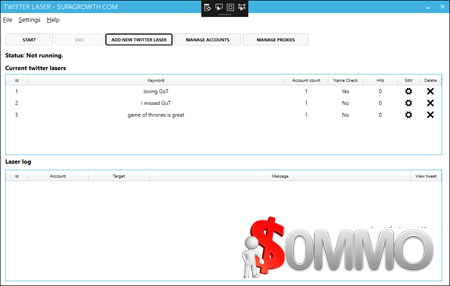 TWITTER LASER - SUPAGROWTH.COM
File Settings Help
START END ADD NEW TWITTER LASER MANAGE ACCOUNTS MANAGE PROXIES
Status: Not running.
Current twitter lasers
Id Keyword Account count Name Check Hits Edit Delete
1 loving GoT 1 Yes 0
2 i missed GoT 1 No 0
3 game of thrones is great 1 No 0
Lazer log
Id Account Target Message View tweet
$0MMO